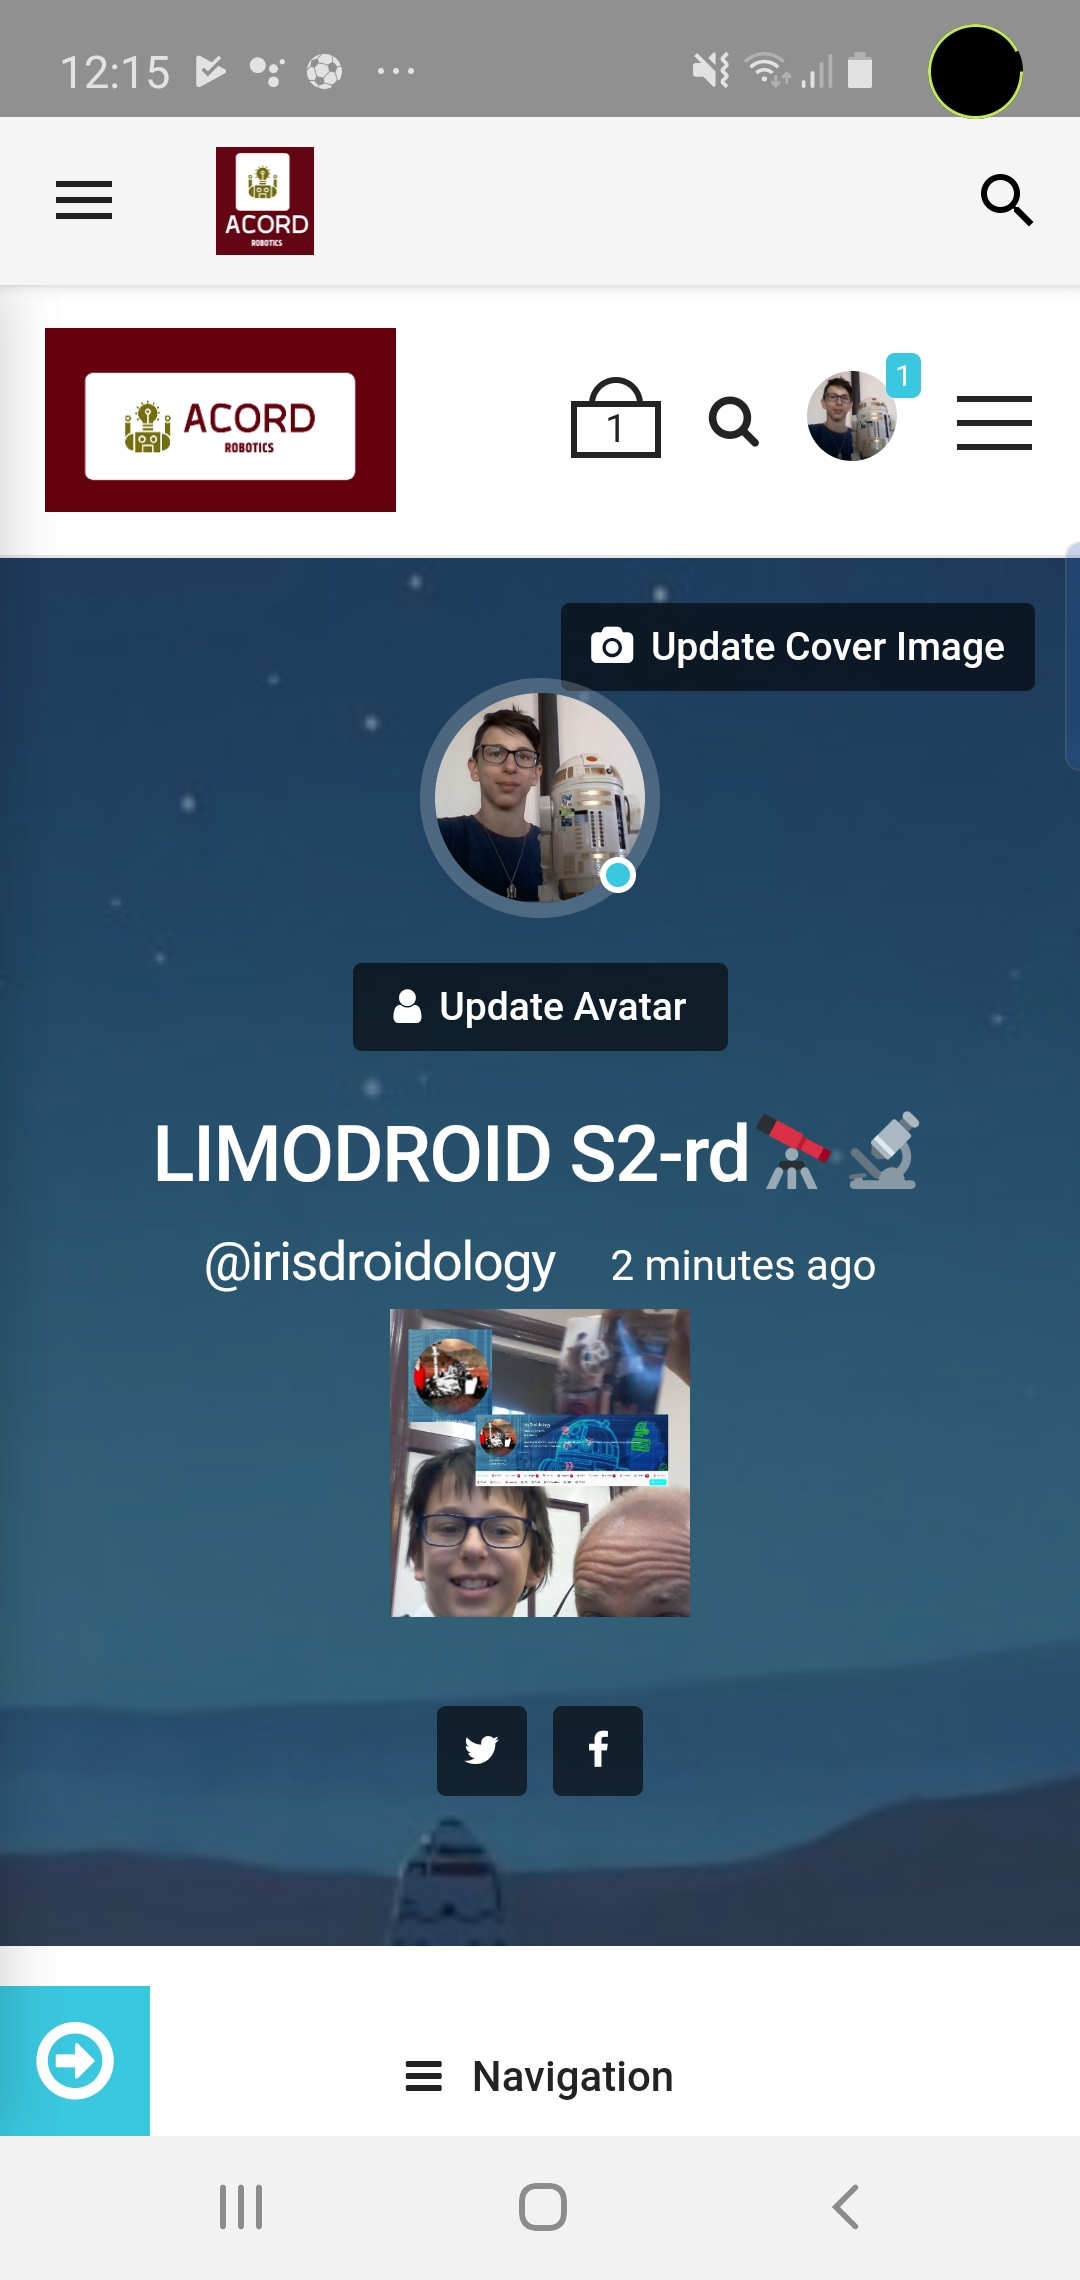 12:15
ACORD
ROBOTICS
ACORD
ROBOTICS
1
1
Update Cover Image
Update Avatar
LIMODROID S2-rd
@irisdroidology 2 minutes ago
Navigation